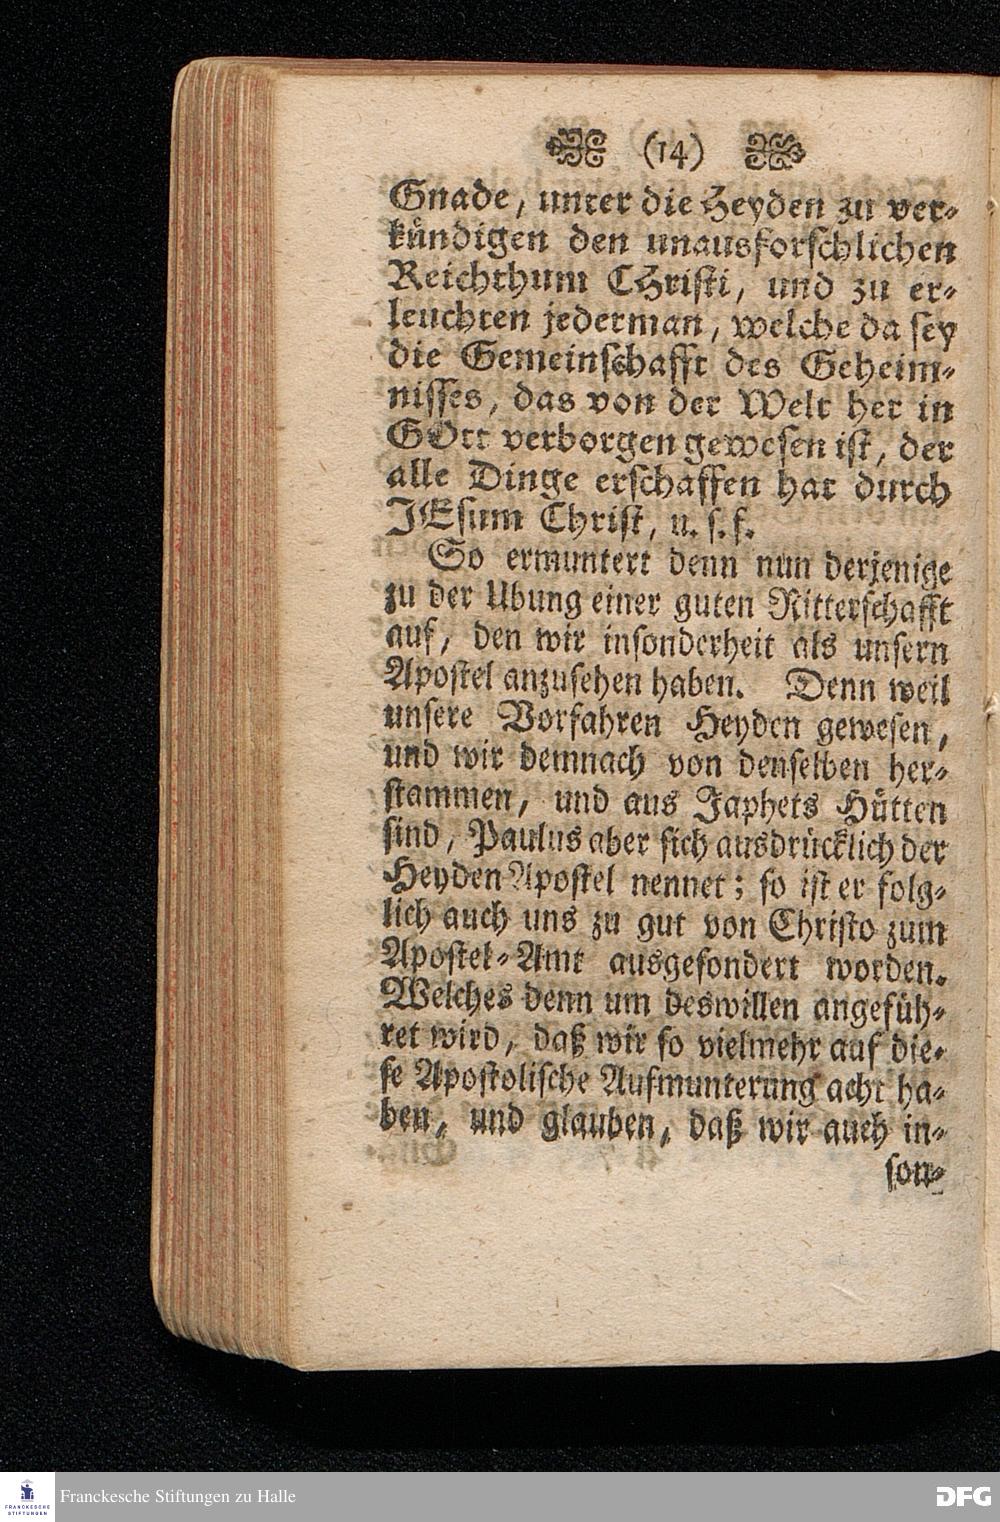 (14)
Gnade, unter die Heyden zu ver-
kündigen den unausforschlichen
Reichthum CHristi, und zu er-
leuchten jederman, welche da sey
die Gemeinschafft des Geheim-
nisses, das von der Welt her in
GOtt verborgen gewesen ist, der
alle Dinge erschaffen hat durch
JEsum Christ, u. s. f.
So ermuntert denn nun derjenige
zu der Ubung einer guten Ritterschafft
auf, den wir insonderheit als unsern
Apostel anzusehen haben. Denn weil
unsere Vorfahren Heyden gewesen,
und wir demnach von denselben her-
stammen, und aus Japhets Hütten
sind, Paulus aber sich ausdrücklich der
Heyden Apostel nennet; so ist er folg-
lich auch uns zu gut von Christo zum
Apostel-Amt ausgesondert worden.
Welches denn um deswillen angefüh-
ret wird, daß wir so vielmehr auf die-
se Apostolische Aufmunterung acht ha-
ben, und glauben, daß wir auch in-
son-
FRANCKESCHE
STIFTUNGEN
Franckesche Stiftungen zu Halle
DFG